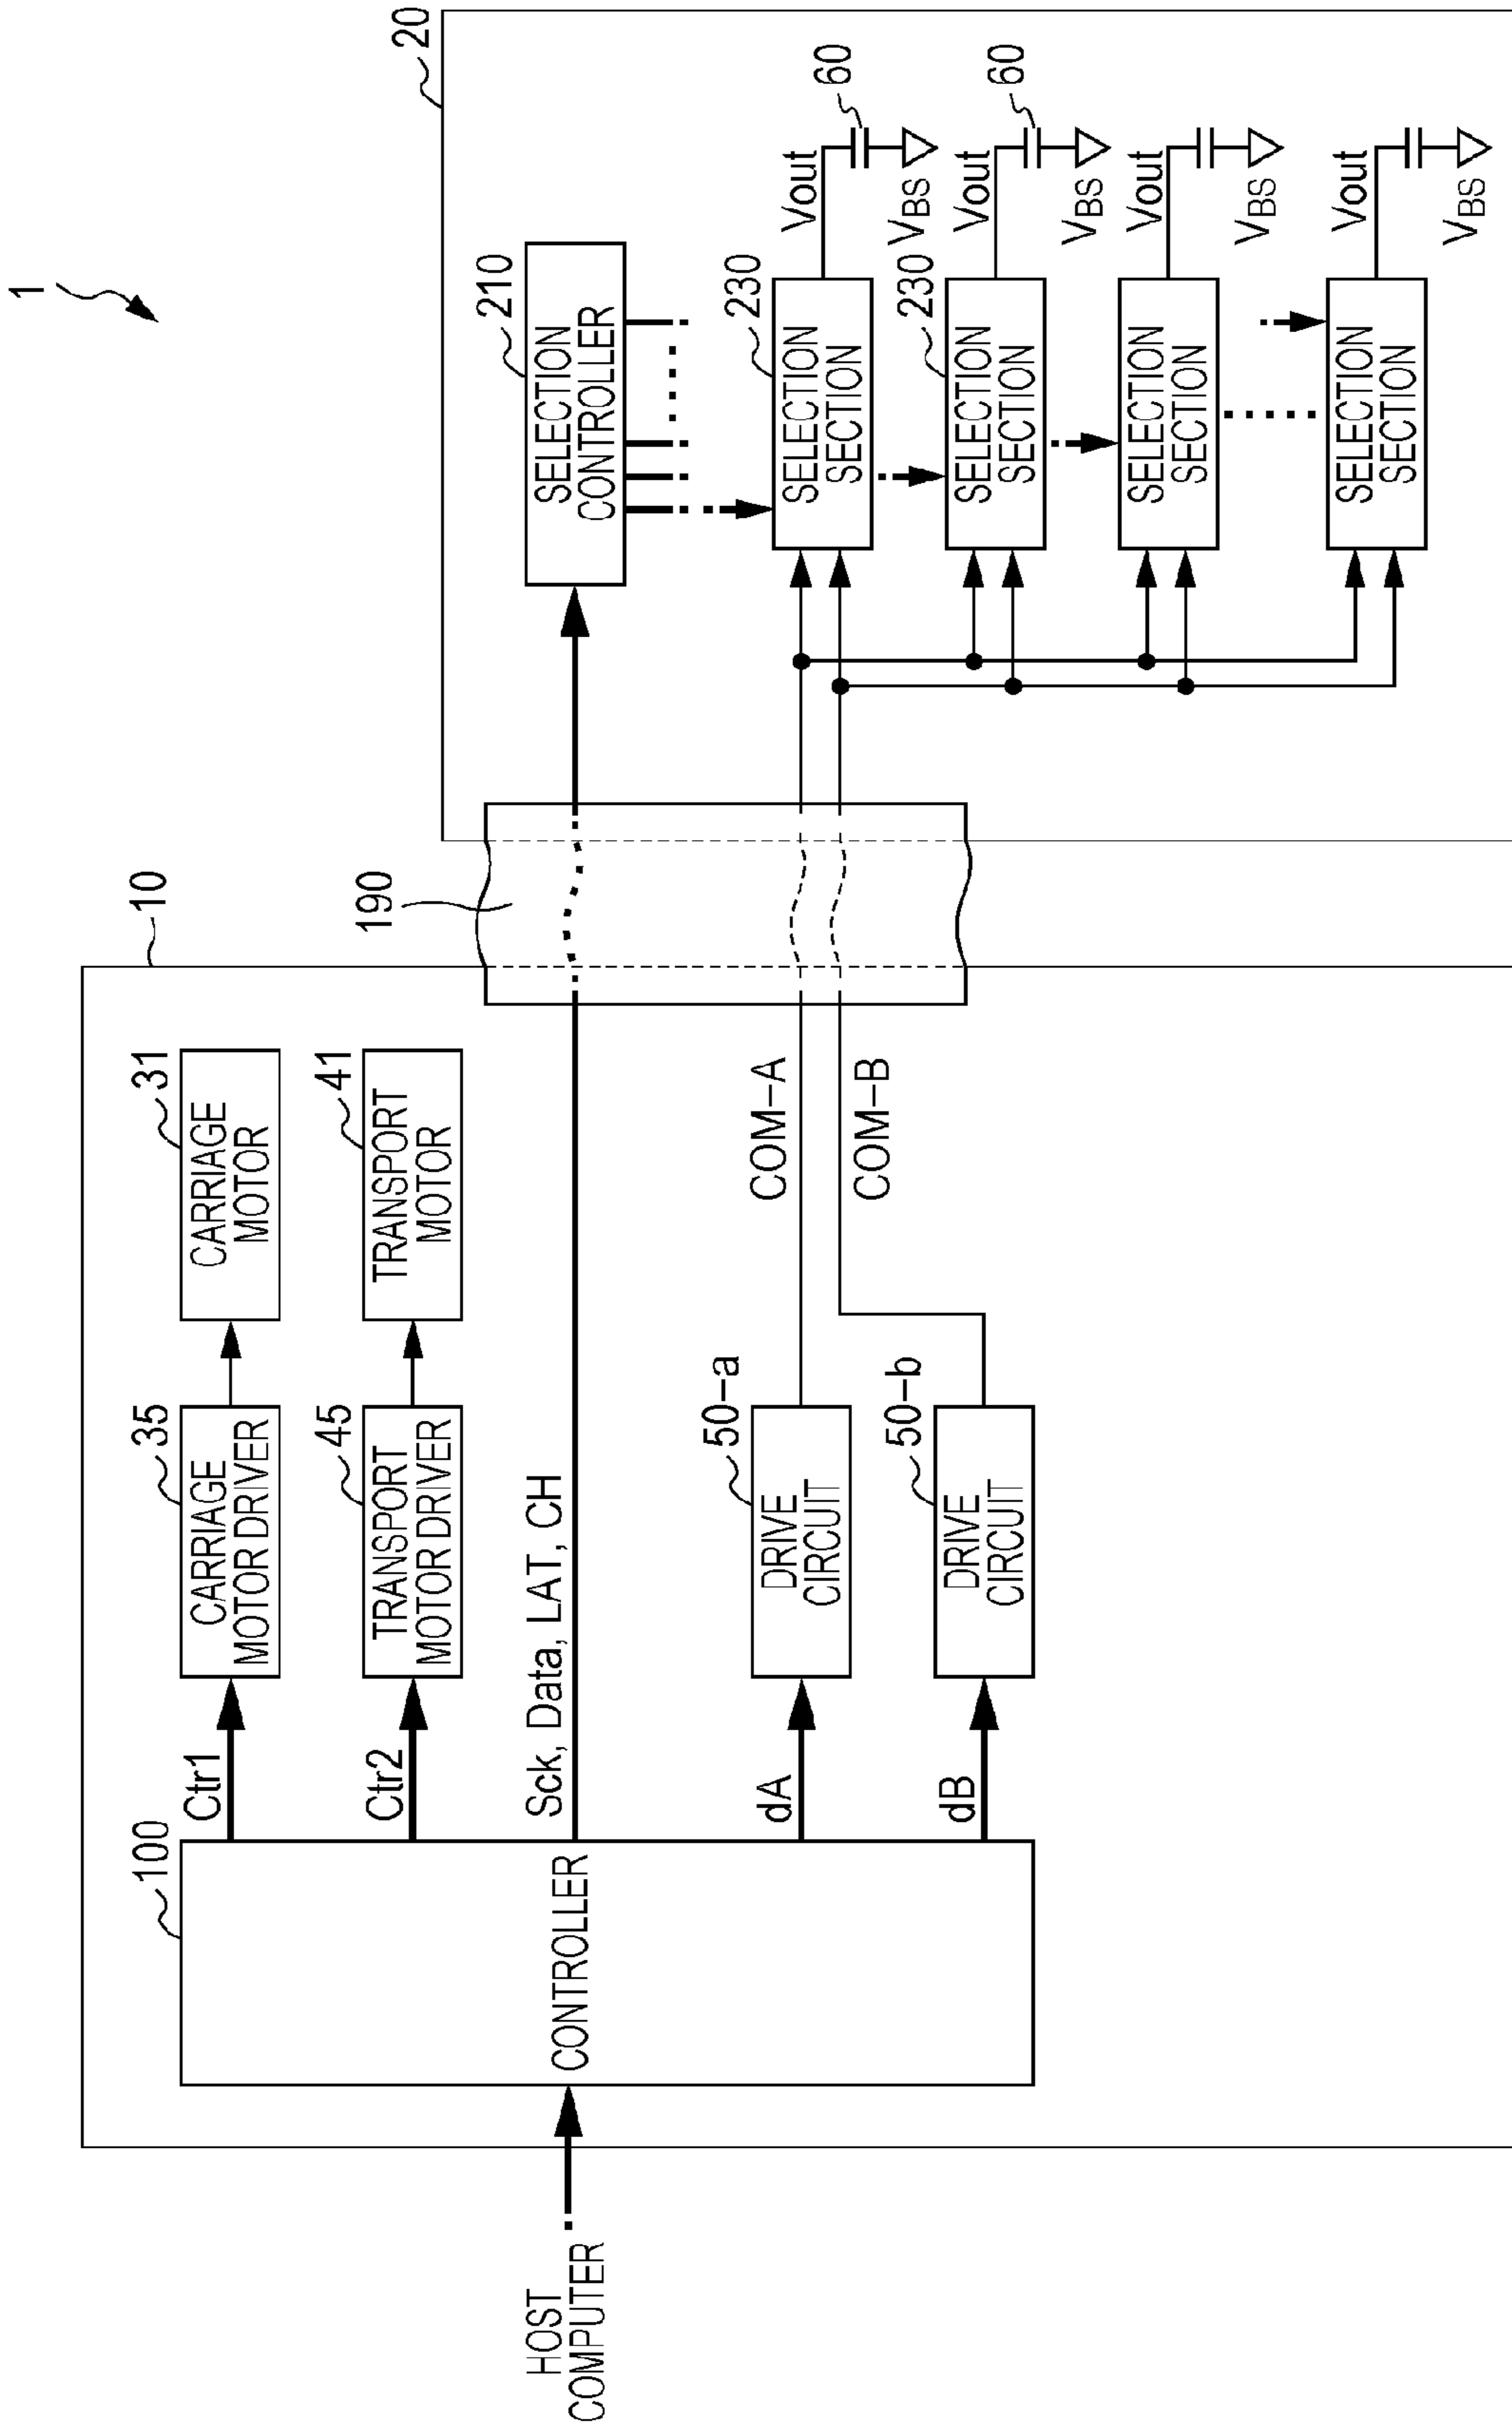 1
10
20
100
Ctr1
35
CARRIAGE
MOTOR DRIVER
31
CARRIAGE
MOTOR
Ctr2
45
TRANSPORT
MOTOR DRIVER
41
TRANSPORT
MOTOR
190
HOST
COMPUTER
CONTROLLER
Sck, Data, LAT, CH
210
SELECTION
CONTROLLER
dA
50-a
DRIVE
CIRCUIT
COM-A
dB
50-b
DRIVE
CIRCUIT
COM-B
230
SELECTION
SECTION
Vout
60
VBS
230
SELECTION
SECTION
Vout
60
VBS
SELECTION
SECTION
Vout
VBS
SELECTION
SECTION
Vout
VBS